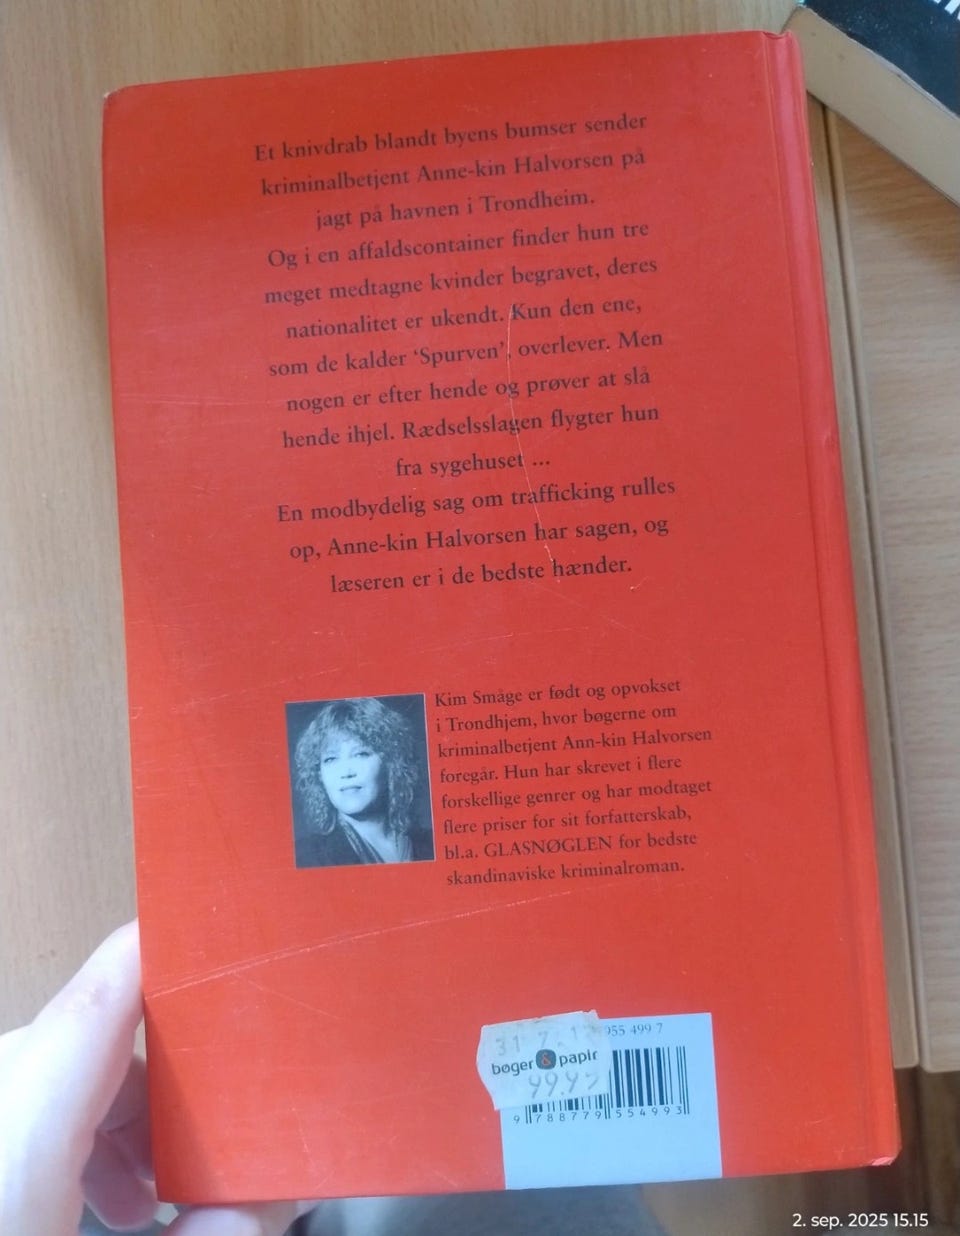 Et knivdrab blandt byens bumser sender
kriminalbetjent Anne-kin Halvorsen på
jagt på havnen i Trondheim.
Og i en affaldscontainer finder hun tre
meget medtagne kvinder begravet, deres
nationalitet er ukendt. Kun den ene,
som de kalder ‘Spurven’, overlever. Men
nogen er efter hende og prøver at slå
hende ihjel. Rædselsslagen flygter hun
fra sygehuset ...
En modbydelig sag om trafficking rulles
op, Anne-kin Halvorsen har sagen, og
læseren er i de bedste hænder.
Kim Småge er født og opvokset
i Trondhjem, hvor bøgerne om
kriminalbetjent Ann-kin Halvorsen
foregår. Hun har skrevet i flere
forskellige genrer og har modtaget
flere priser for sit forfatterskab,
bl.a. GLASNØGLEN for bedste
skandinaviske kriminalroman.
955 499 7
31 7
bøger & papir
99.95
9 788779 554993
2. sep. 2025 15.15